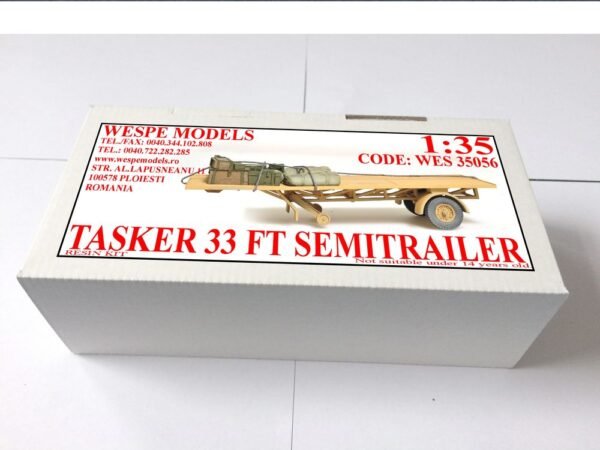 WESPE MODELS
TEL./FAX: 0040.344.102.808
TEL.: 0040.722.282.285
www.wespemodels.ro
STR. AL.LAPUSNEANU 11
100578 PLOIESTI
ROMANIA
1:35
CODE: WES 35056
TASKER 33 FT SEMITRAILER
RESIN KIT
Not suitable under 14 years old